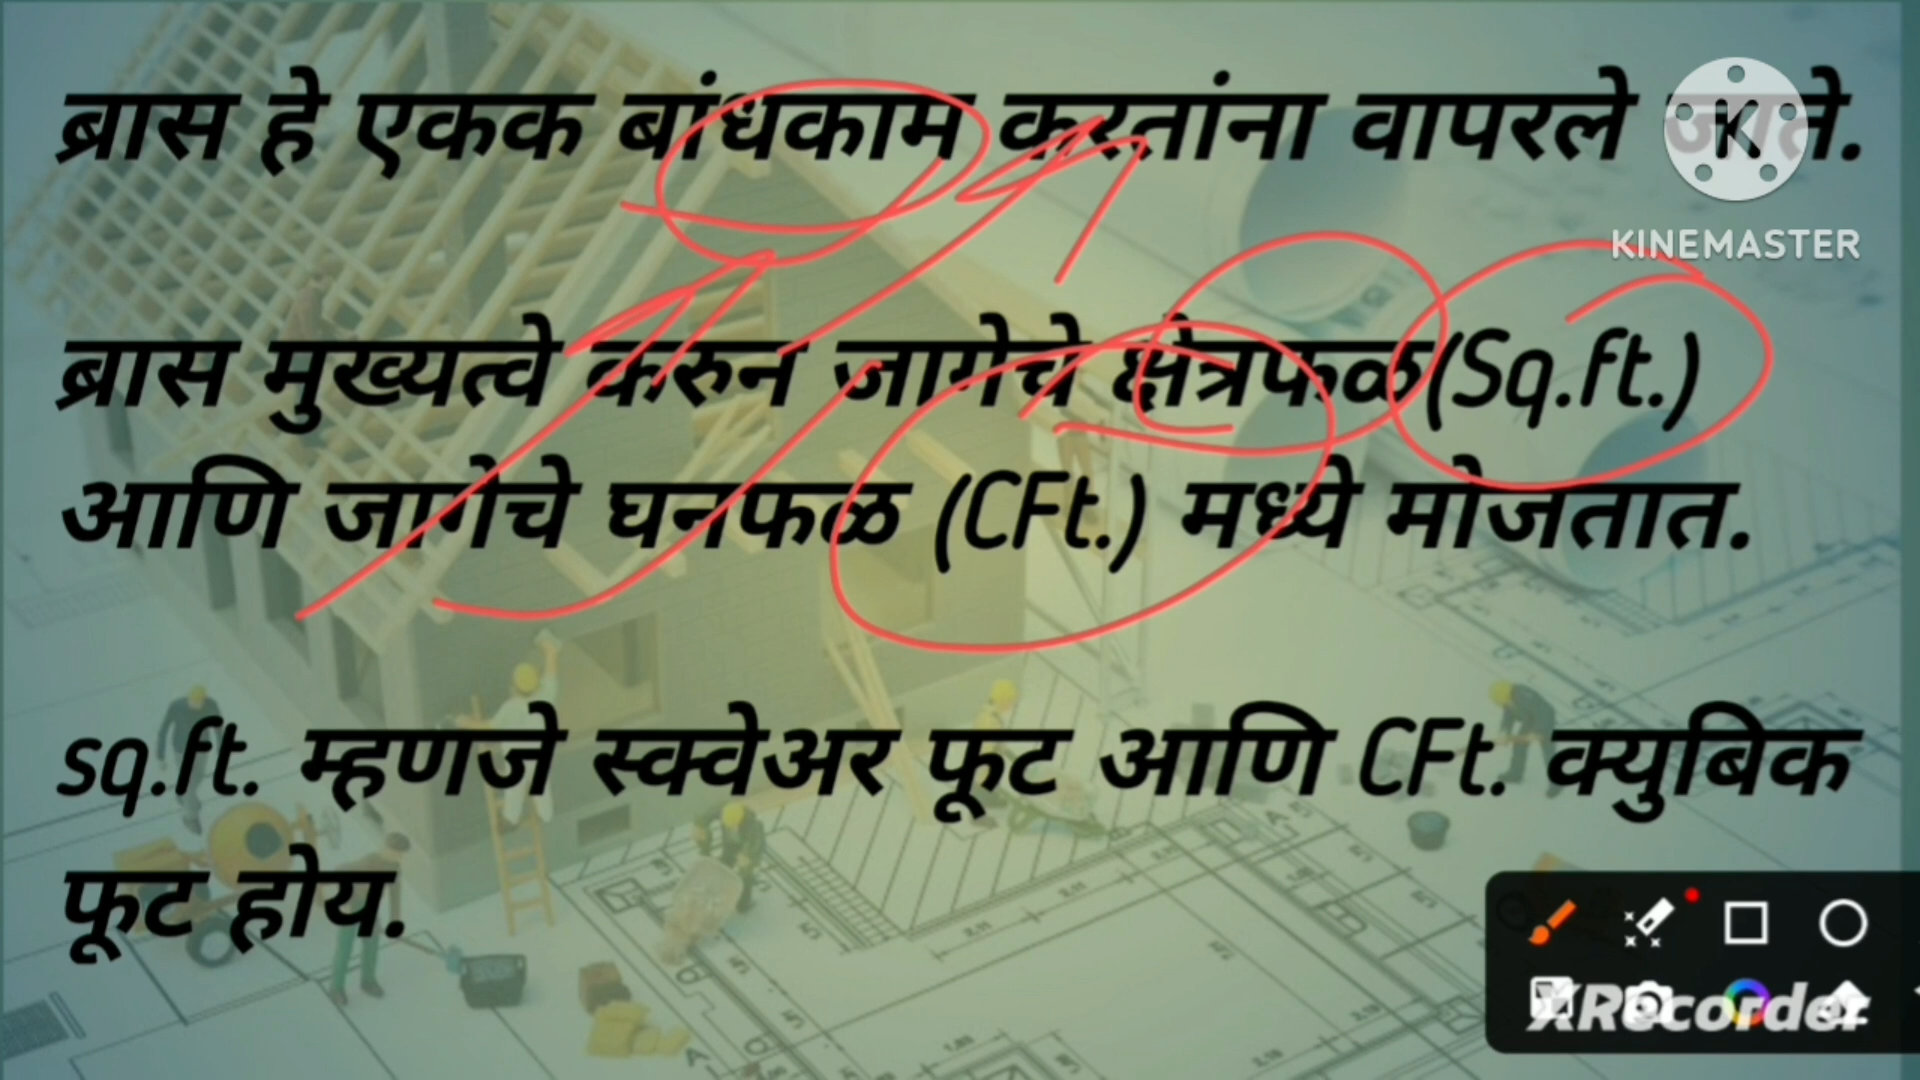 ब्रास हे एकक बांधकाम करतांना वापरले जाते.
KINEMASTER
ब्रास मुख्यत्वे करुन जागेचे क्षेत्रफळ(Sq.ft.)
आणि जागेचे घनफळ (CFt.) मध्ये मोजतात.
sq.ft. म्हणजे स्क्वेअर फूट आणि CFt. क्युबिक
फूट होय.
XRecorder